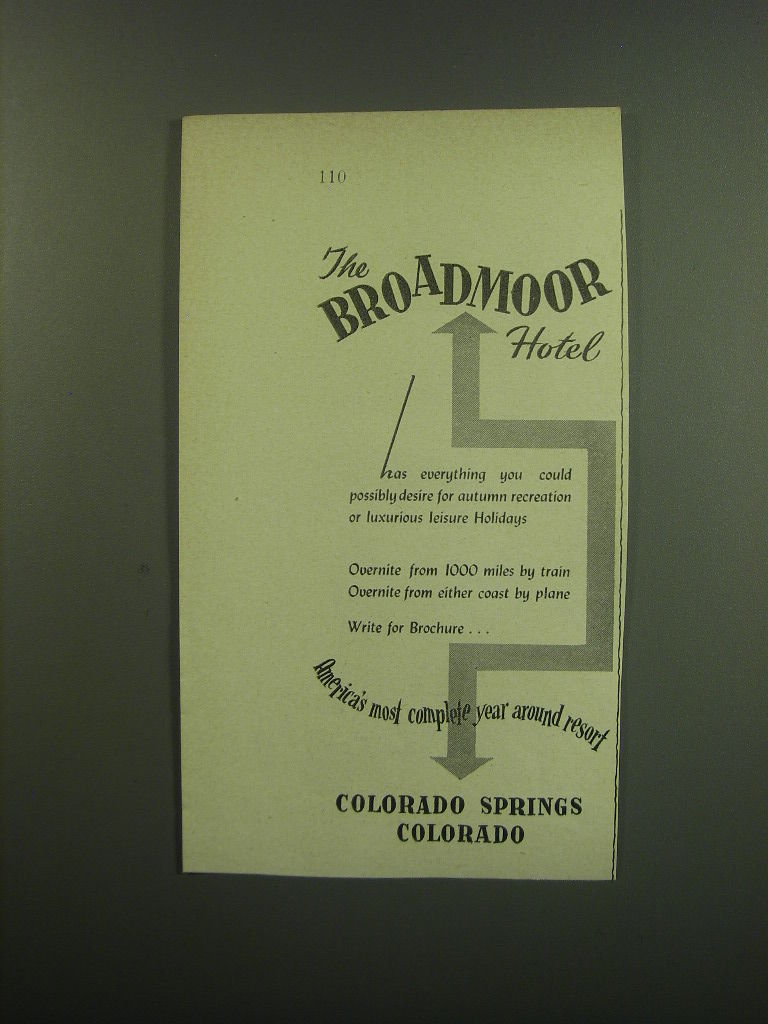 110
The
BROADMOOR
Hotel
has everything you could
possibly desire for autumn recreation
or luxurious leisure Holidays
Overnite from 1000 miles by train
Overnite from either coast by plane
Write for Brochure . . .
America's most complete year around resort
COLORADO SPRINGS
COLORADO